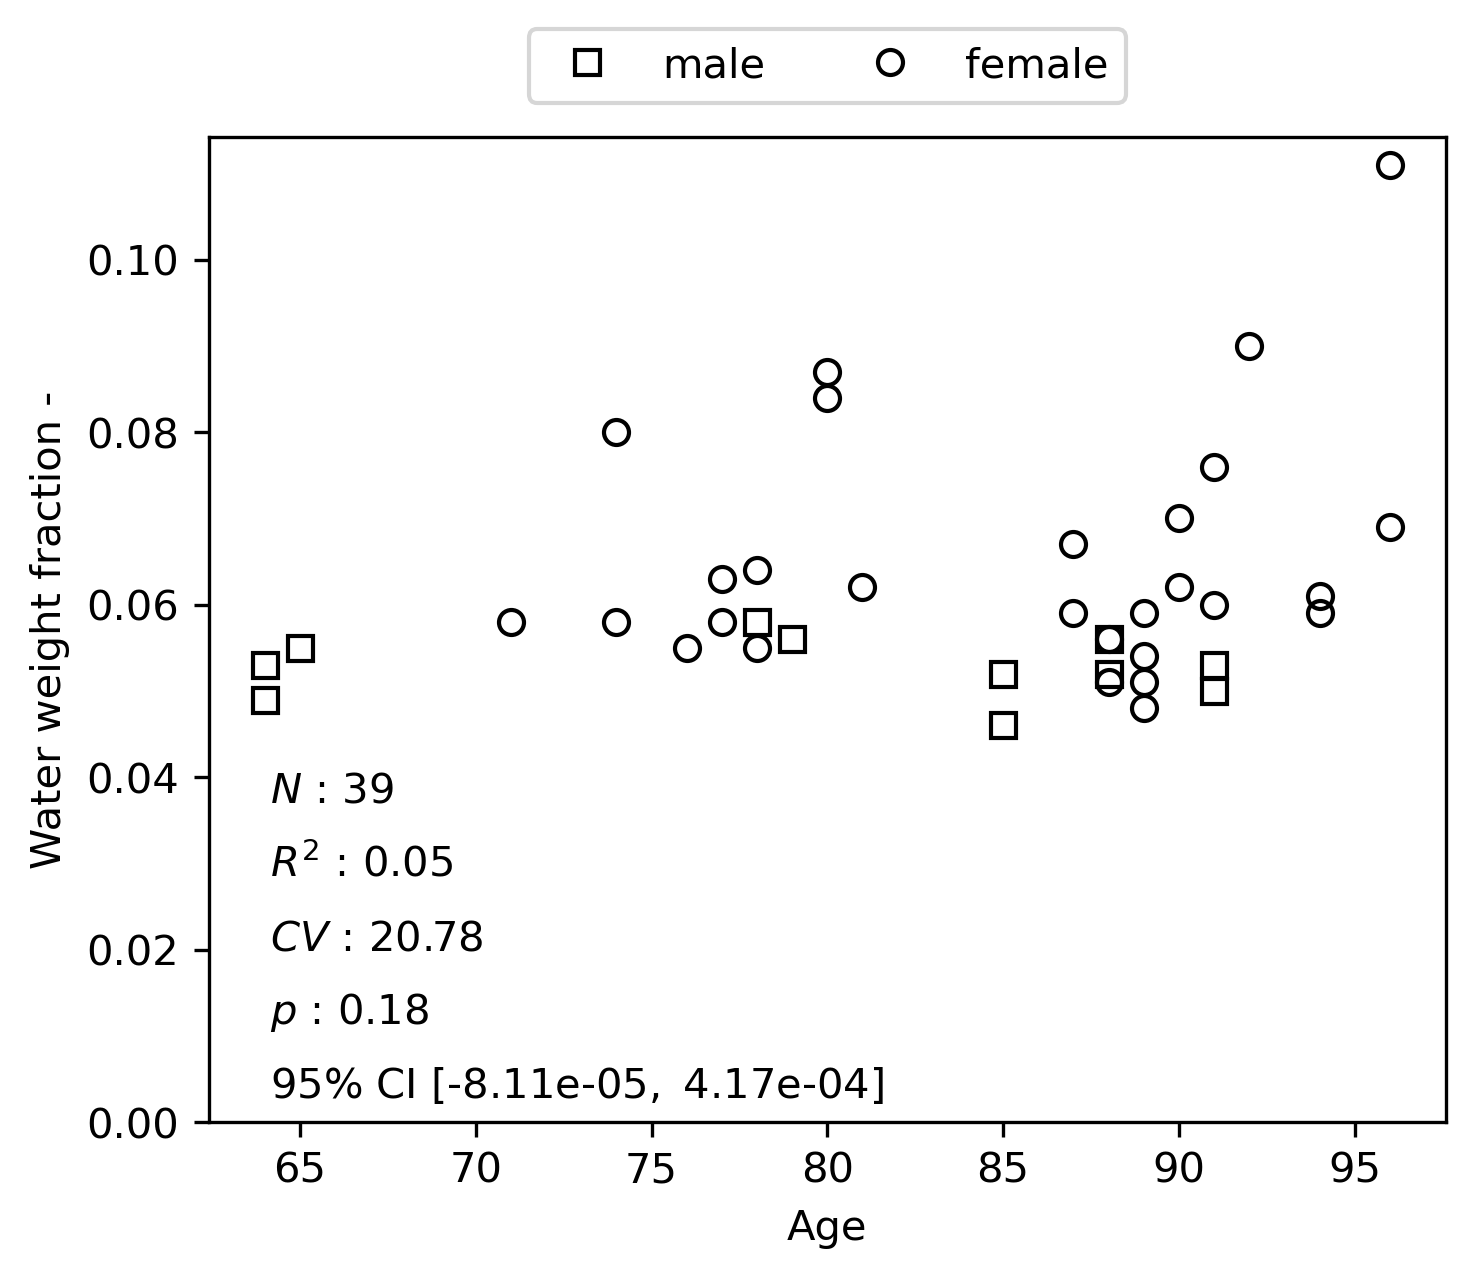 male female
0.10
0.08
0.06
0.04
0.02
0.00
Water weight fraction -
N : 39
R² : 0.05
CV : 20.78
p : 0.18
95% CI [-8.11e-05, 4.17e-04]
65 70 75 80 85 90 95
Age